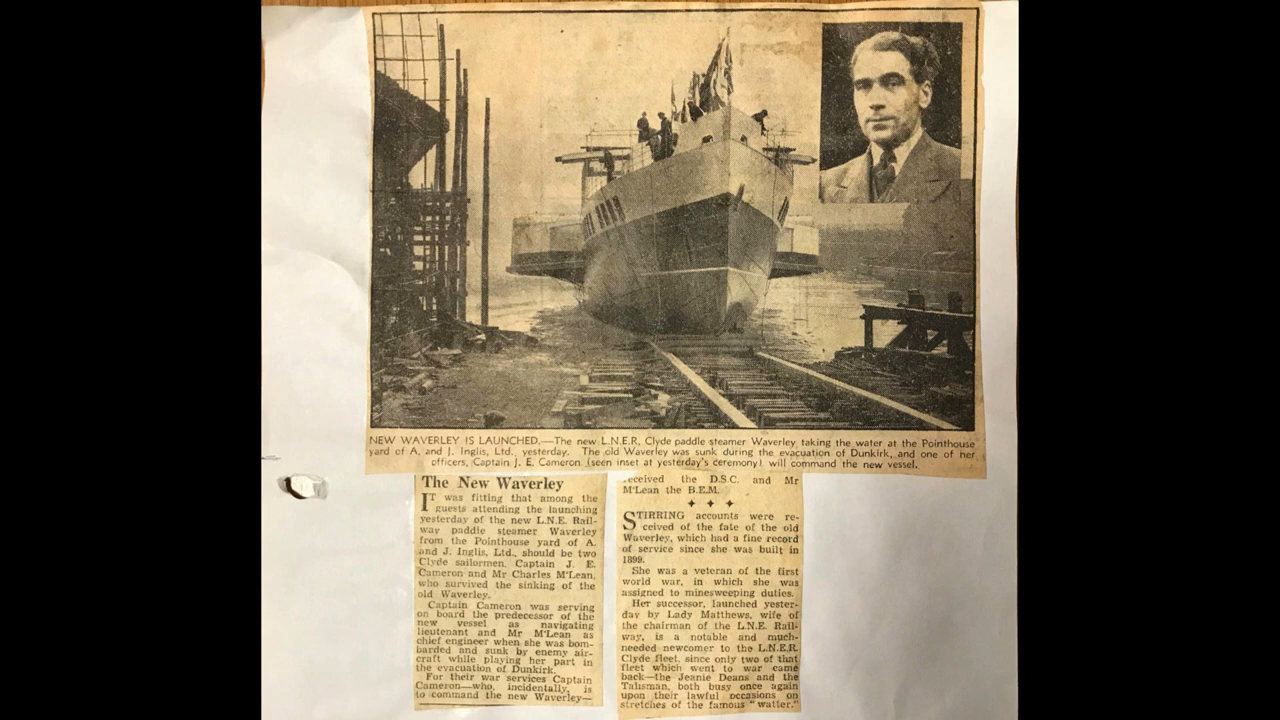 NEW WAVERLEY IS LAUNCHED.—The new L.N.E.R. Clyde paddle steamer Waverley taking the water at the Pointhouse
yard of A. and J. Inglis, Ltd., yesterday. The old Waverley was sunk during the evacuation of Dunkirk, and one of her
officers, Captain J. E. Cameron (seen inset at yesterday's ceremony) will command the new vessel.
The New Waverley
IT was fitting that among the
guests attending the launching
yesterday of the new L.N.E. Rail-
way paddle steamer Waverley
from the Pointhouse yard of A.
and J. Inglis, Ltd., should be two
Clyde sailormen, Captain J. E.
Cameron and Mr Charles M'Lean,
who survived the sinking of the
old Waverley.
Captain Cameron was serving
on board the predecessor of the
new vessel as navigating
lieutenant and Mr M'Lean as
chief engineer when she was bom-
barded and sunk by enemy air-
craft while playing her part in
the evacuation of Dunkirk.
For their war services Captain
Cameron—who, incidentally, is
to command the new Waverley—
received the D.S.C. and Mr
M'Lean the B.E.M.
STIRRING accounts were re-
ceived of the fate of the old
Waverley, which had a fine record
of service since she was built in
1899.
She was a veteran of the first
world war, in which she was
assigned to minesweeping duties.
Her successor, launched yester-
day by Lady Matthews, wife of
the chairman of the L.N.E. Rail-
way, is a notable and much-
needed newcomer to the L.N.E.R.
Clyde fleet, since only two of that
fleet which went to war came
back—the Jeanie Deans and the
Talisman, both busy once again
upon their lawful occasions on
stretches of the famous "watter."